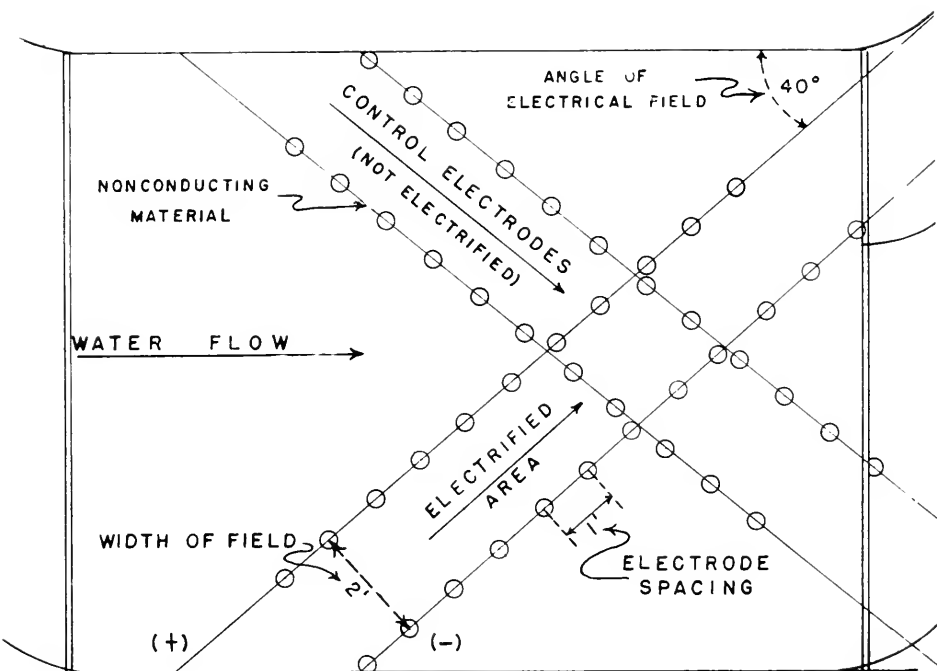 ANGLE OF
ELECTRICAL FIELD
40°
CONTROL ELECTRODES
(NOT ELECTRIFIED)
NONCONDUCTING
MATERIAL
WATER FLOW
ELECTRIFIED
AREA
1'
WIDTH OF FIELD
2'
ELECTRODE
SPACING
(+)
(-)